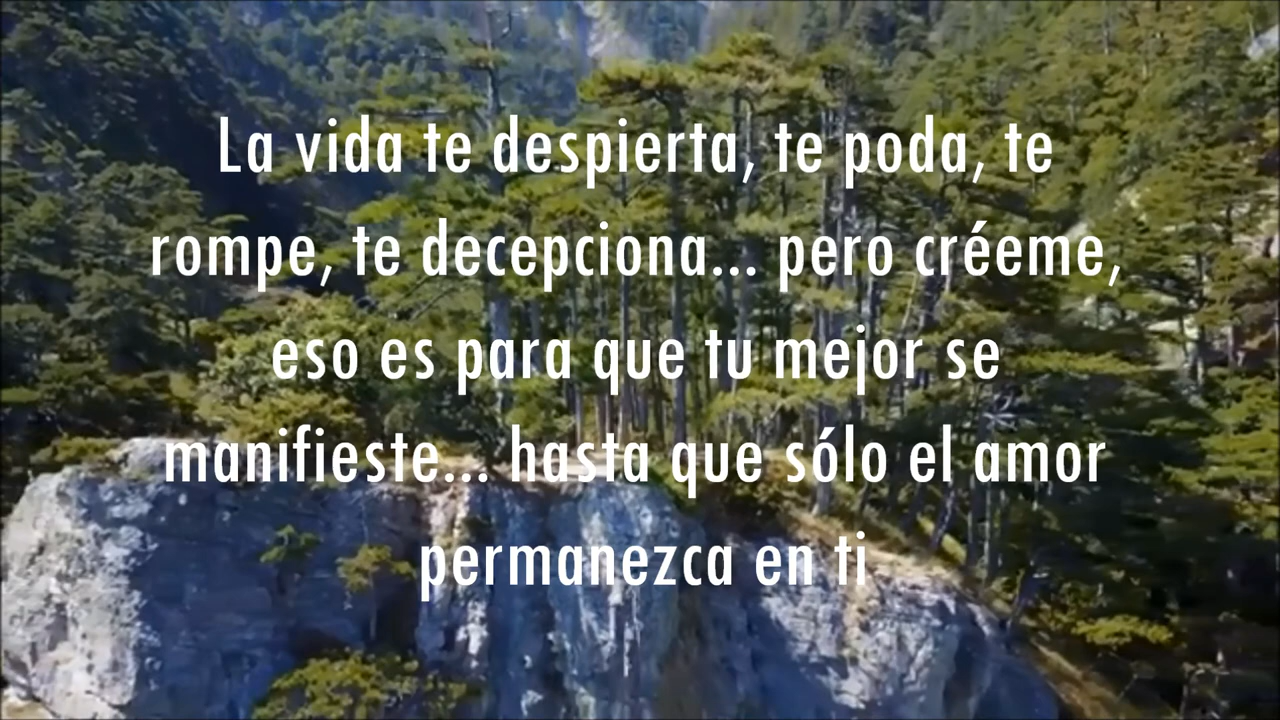 La vida te despierta, te poda, te
rompe, te decepciona... pero créeme,
eso es para que tu mejor se
manifieste... hasta que sólo el amor
permanezca en ti